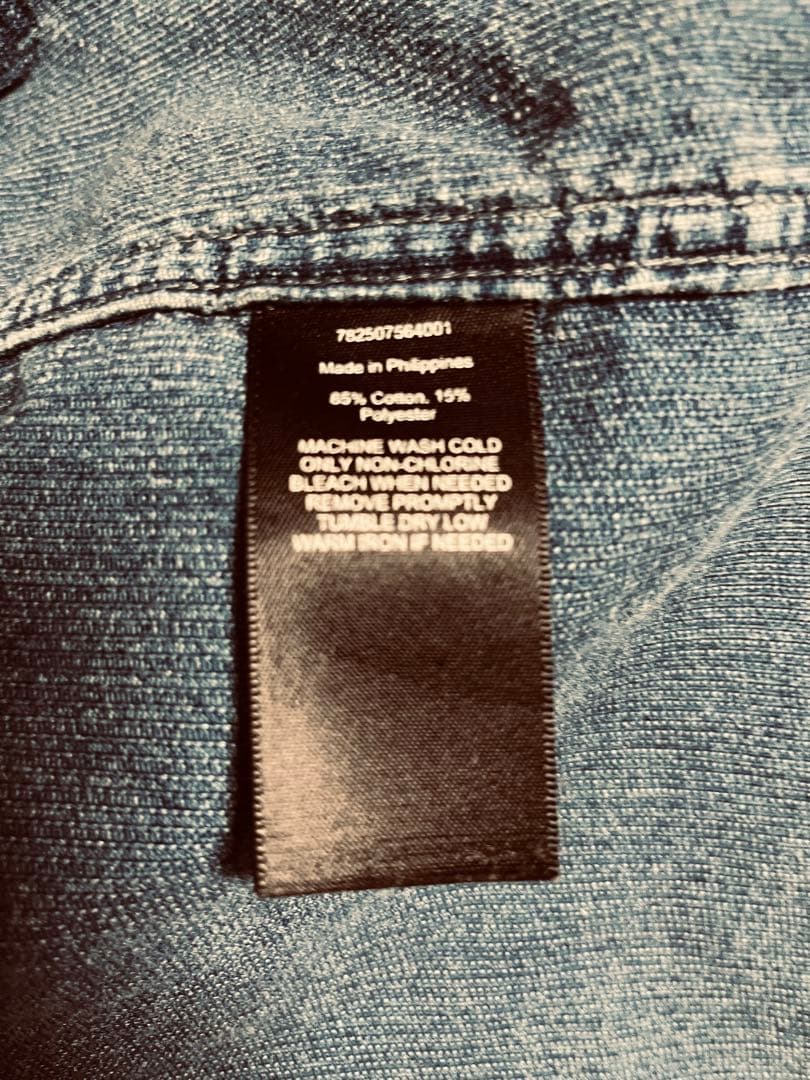 782507564001
Made in Philippines
85% Cotton, 15%
Polyester
MACHINE WASH COLD
ONLY NON-CHLORINE
BLEACH WHEN NEEDED
REMOVE PROMPTLY
TUMBLE DRY LOW
WARM IRON IF NEEDED